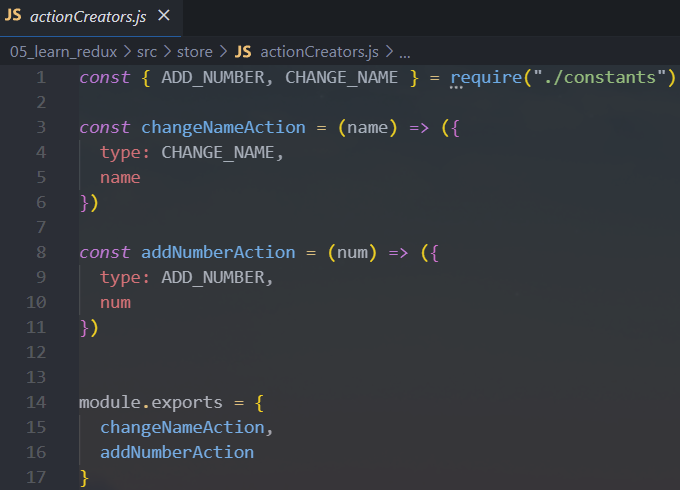 JS actionCreators.js ×
05_learn_redux > src > store > JS actionCreators.js > ...
1 const { ADD_NUMBER, CHANGE_NAME } = require("./constants")
2
3 const changeNameAction = (name) => ({
4   type: CHANGE_NAME,
5   name
6 })
7
8 const addNumberAction = (num) => ({
9   type: ADD_NUMBER,
10   num
11 })
12
13
14 module.exports = {
15   changeNameAction,
16   addNumberAction
17 }